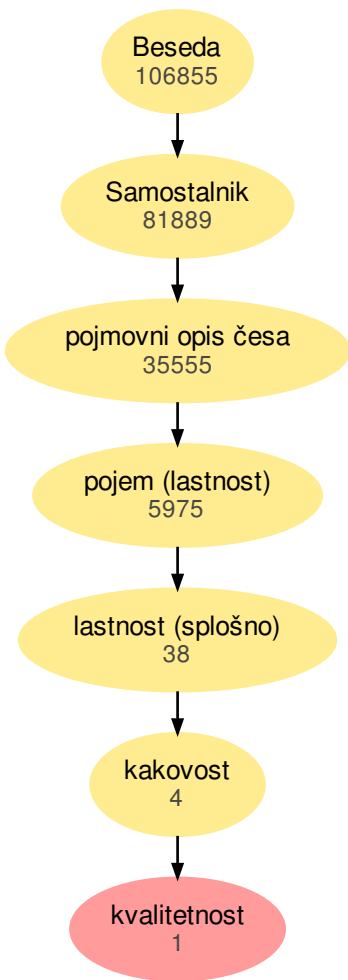 Beseda
106855
Samostalnik
81889
pojmovni opis česa
35555
pojem (lastnost)
5975
lastnost (splošno)
38
kakovost
4
kvalitetnost
1